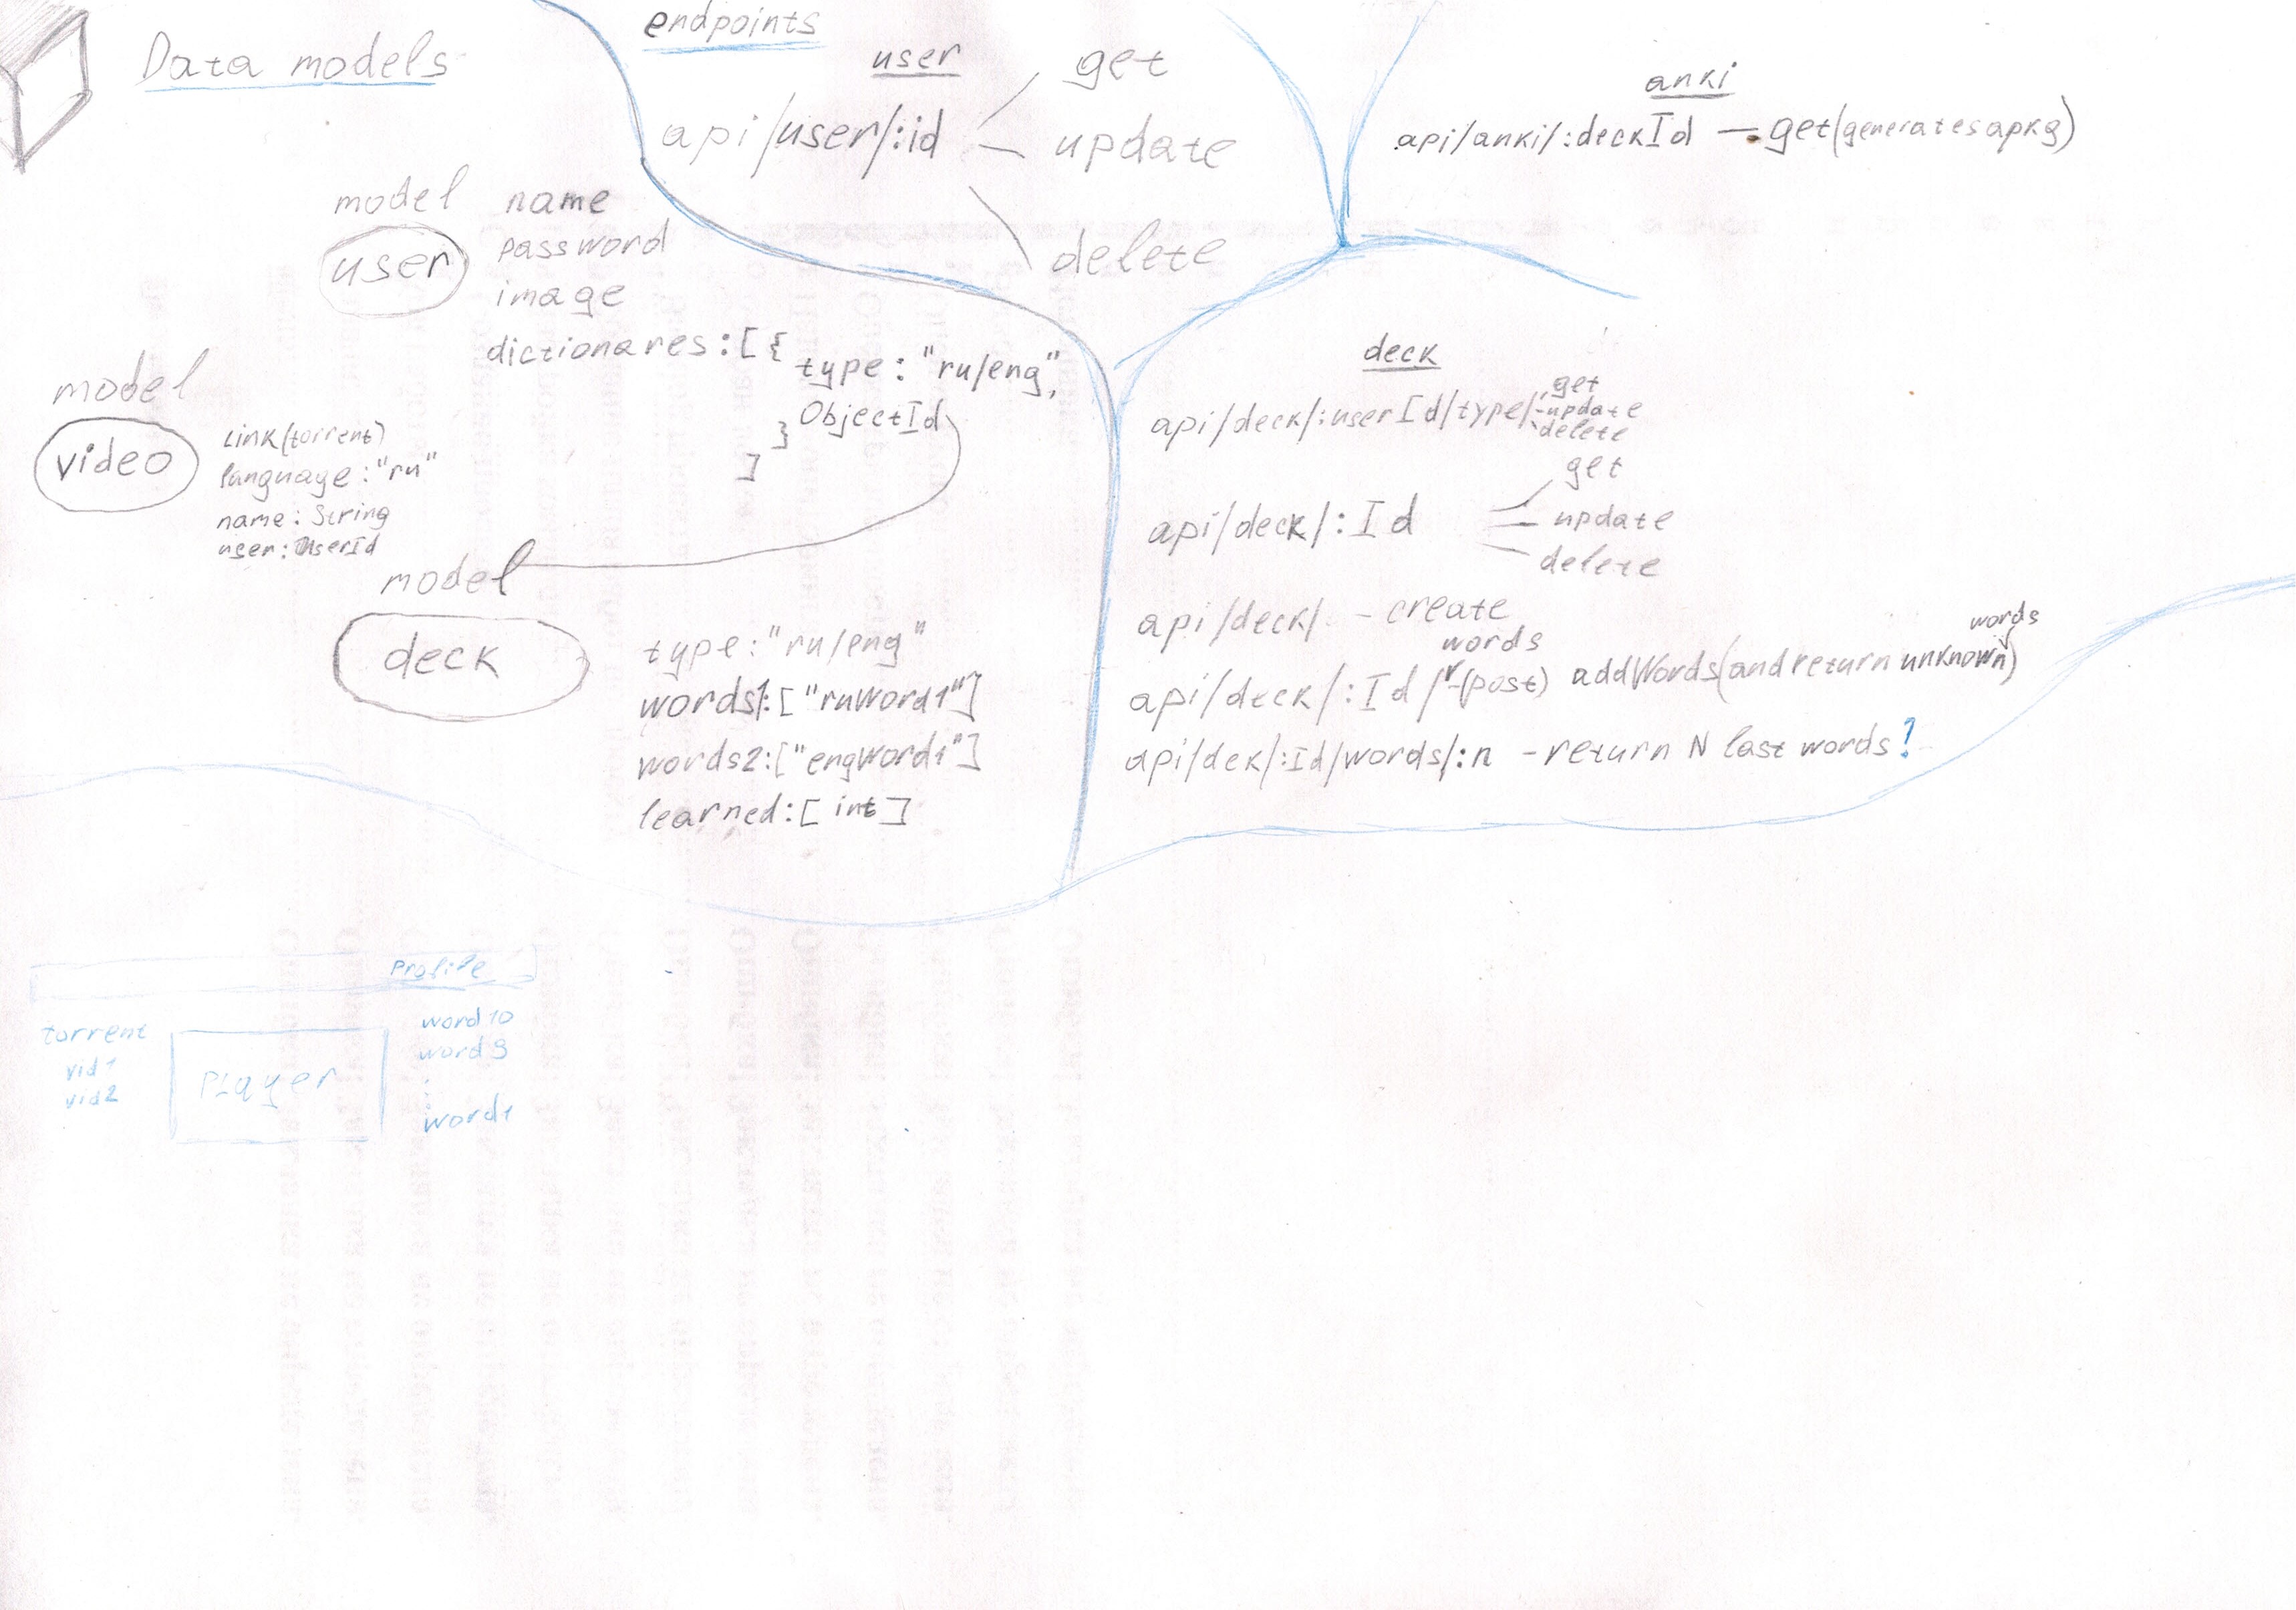 Data models
model
user
name
password
image
dictionares:[{
type: "ru/eng",
ObjectId
}
]
model
video
Link(torrent)
language:"ru"
name: String
user: UserId
model
deck
type:"ru/eng"
words1:["ruWord1"]
words2:["engWord1"]
learned:[int]
endpoints
user
api/user/:id
get
update
delete
anki
api/anki/:deckId — get(generates apkg)
deck
api/deck/:userId/type/
get
-update
delete
api/deck/:Id
get
update
delete
api/deck/ - create
words
words
api/deck/:Id/-(post) addWords(and return unknown)
api/dek/:Id/words/:n - return N last words?
Profile
torrent
vid1
vid2
Player
word10
word9
:
word1